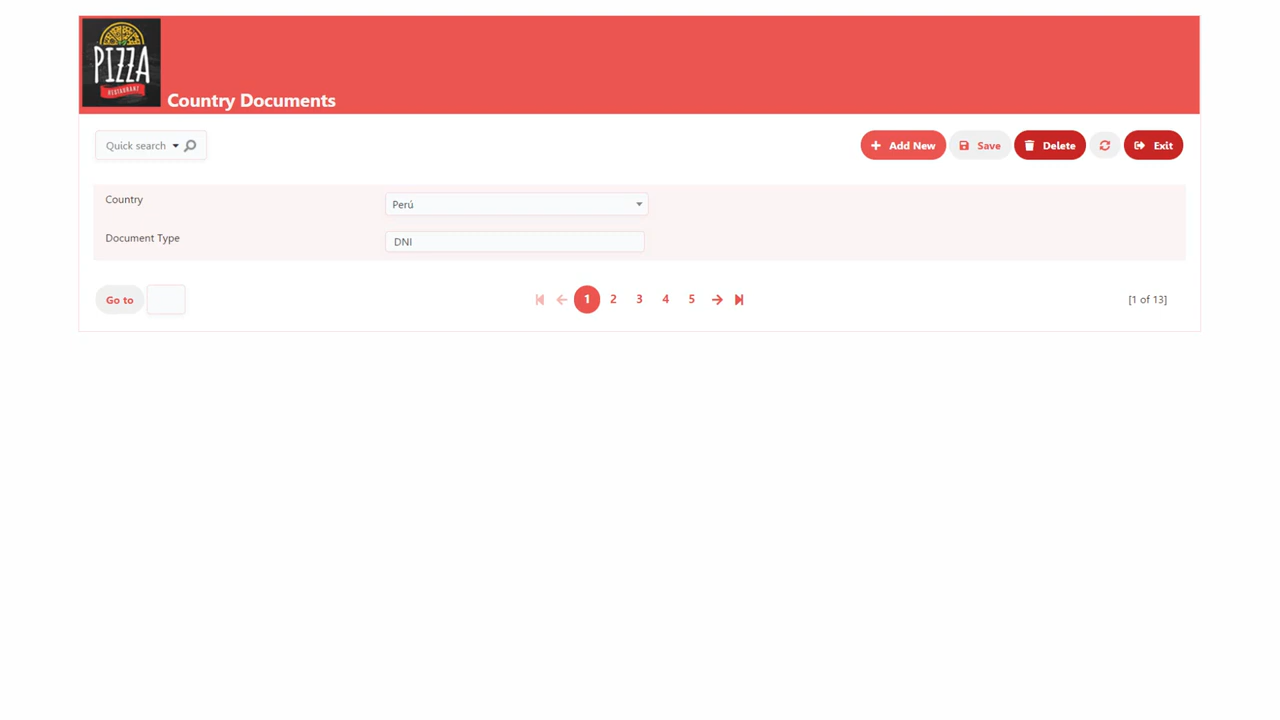 PIZZA
RESTAURANT
Country Documents
Quick search
Add New
Save
Delete
Exit
Country
Perú
Document Type
DNI
Go to
1 2 3 4 5
[1 of 13]